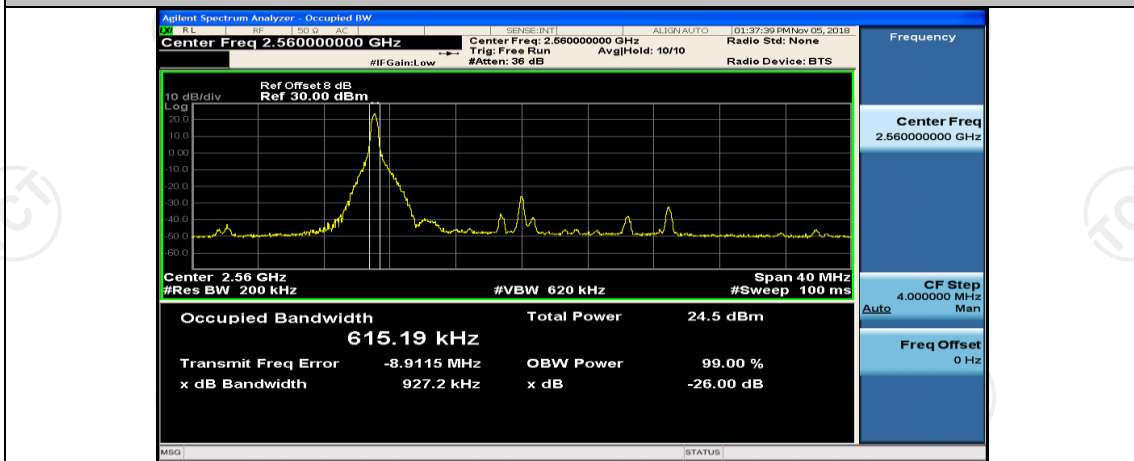 Agilent Spectrum Analyzer - Occupied BW
LXI RL RF 50 Ω AC SENSE:INT ALIGNAUTO 01:37:39 PM Nov 05, 2018
Center Freq 2.560000000 GHz Center Freq: 2.560000000 GHz Radio Std: None
Trig: Free Run Avg|Hold: 10/10
#IFGain:Low #Atten: 36 dB Radio Device: BTS
Ref Offset 8 dB
10 dB/div Ref 30.00 dBm
Log
20.0
10.0
0.00
-10.0
-20.0
-30.0
-40.0
-50.0
-60.0
Center 2.56 GHz Span 40 MHz
#Res BW 200 kHz #VBW 620 kHz #Sweep 100 ms
Occupied Bandwidth Total Power 24.5 dBm
615.19 kHz
Transmit Freq Error -8.9115 MHz OBW Power 99.00 %
x dB Bandwidth 927.2 kHz x dB -26.00 dB
MSG STATUS
Frequency
Center Freq
2.560000000 GHz
CF Step
4.000000 MHz
Auto Man
Freq Offset
0 Hz